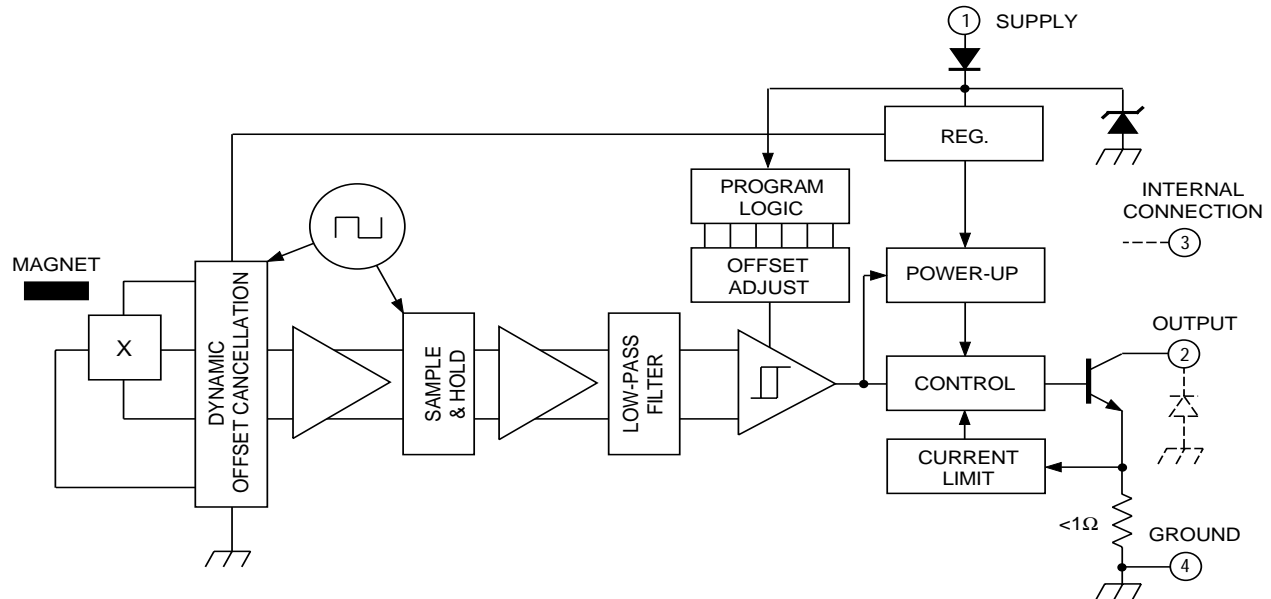 1 SUPPLY
REG.
PROGRAM
LOGIC
INTERNAL
CONNECTION
3
MAGNET
DYNAMIC
OFFSET CANCELLATION
OFFSET
ADJUST
POWER-UP
X
SAMPLE
& HOLD
LOW-PASS
FILTER
CONTROL
OUTPUT
2
CURRENT
LIMIT
<1Ω
GROUND
4